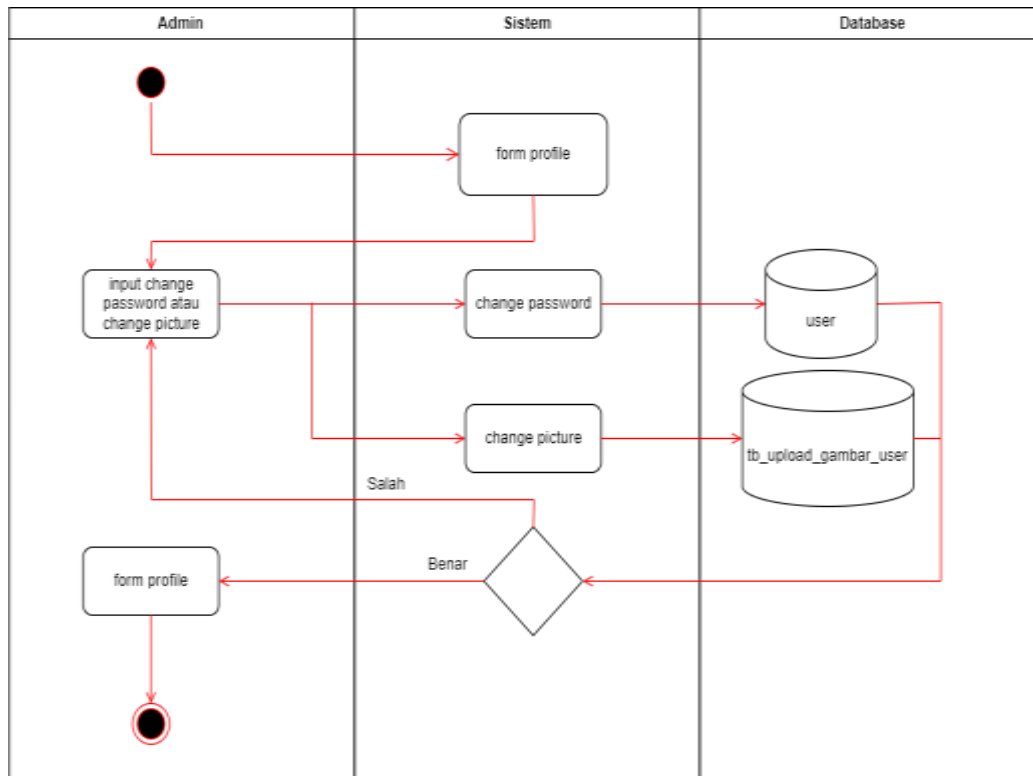 Admin
Sistem
Database
form profile
input change
password atau
change picture
change password
user
change picture
tb_upload_gambar_user
Salah
Benar
form profile